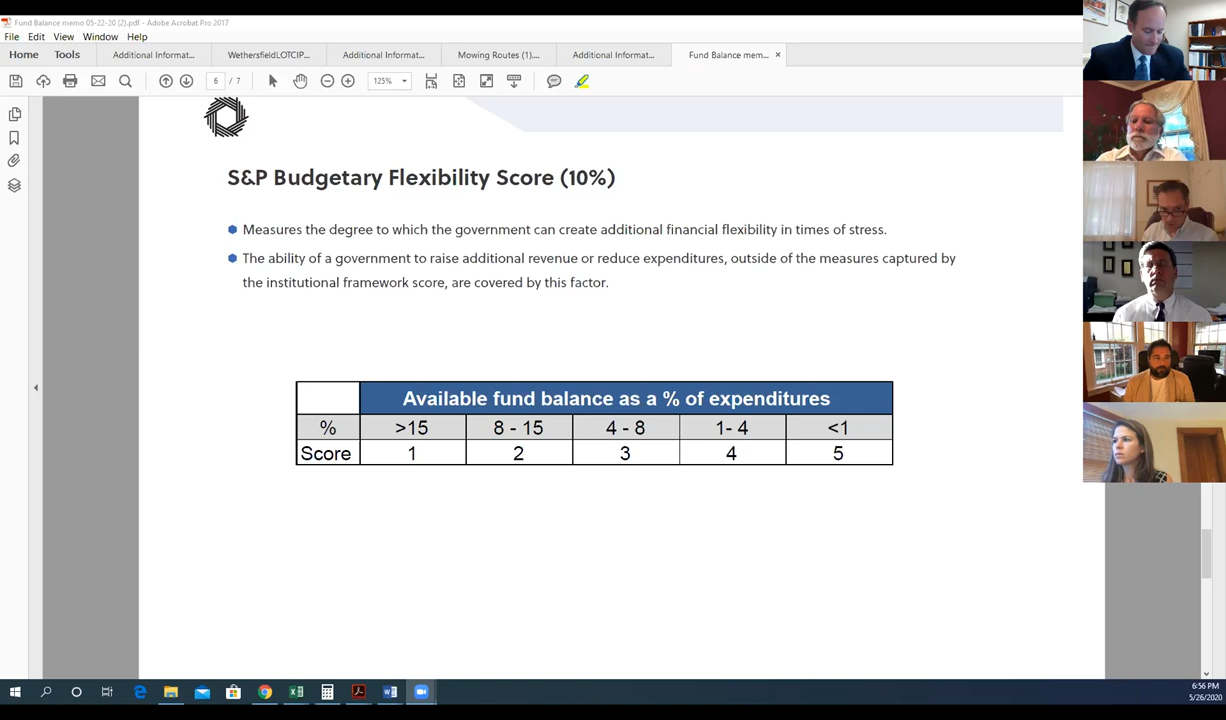 Fund Balance memo 05-22-20 (2).pdf - Adobe Acrobat Pro 2017
File Edit View Window Help
Home Tools Additional Informat... WethersfieldLOTCIP... Additional Informat... Mowing Routes (1).... Additional Informat... Fund Balance mem... ×
6 / 7 125%
S&P Budgetary Flexibility Score (10%)
Measures the degree to which the government can create additional financial flexibility in times of stress.
The ability of a government to raise additional revenue or reduce expenditures, outside of the measures captured by
the institutional framework score, are covered by this factor.
Available fund balance as a % of expenditures
% >15 8 - 15 4 - 8 1- 4 <1
Score 1 2 3 4 5
6:56 PM
5/26/2020